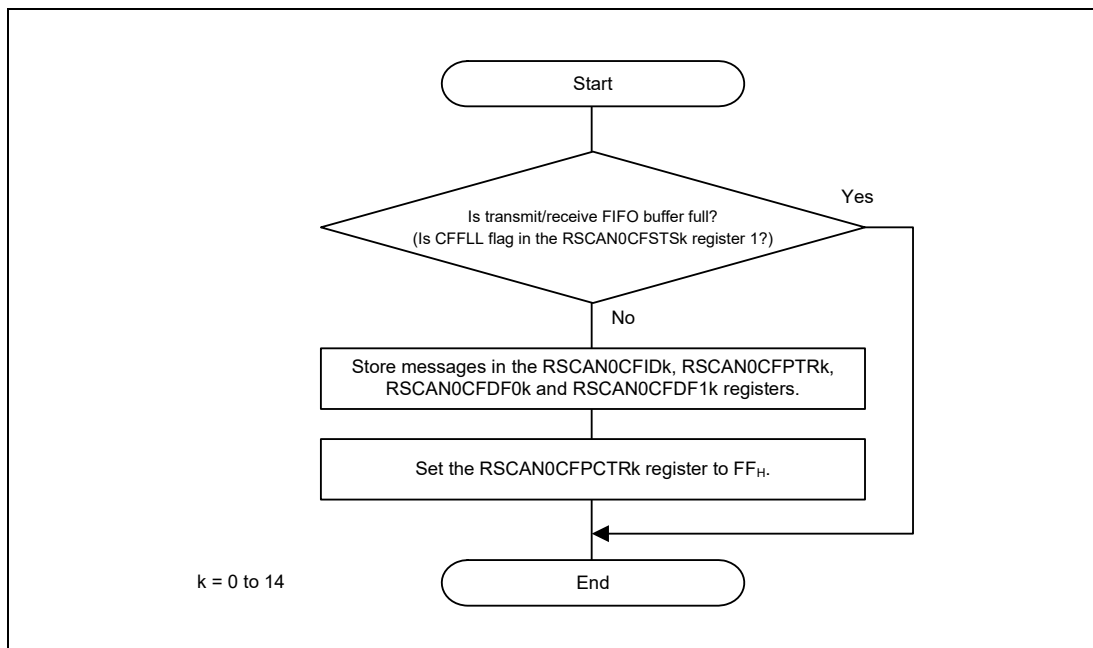 Start
Yes
Is transmit/receive FIFO buffer full?
(Is CFFLL flag in the RSCAN0CFSTSk register 1?)
No
Store messages in the RSCAN0CFIDk, RSCAN0CFPTRk,
RSCAN0CFDF0k and RSCAN0CFDF1k registers.
Set the RSCAN0CFPCTRk register to FFH.
k = 0 to 14
End